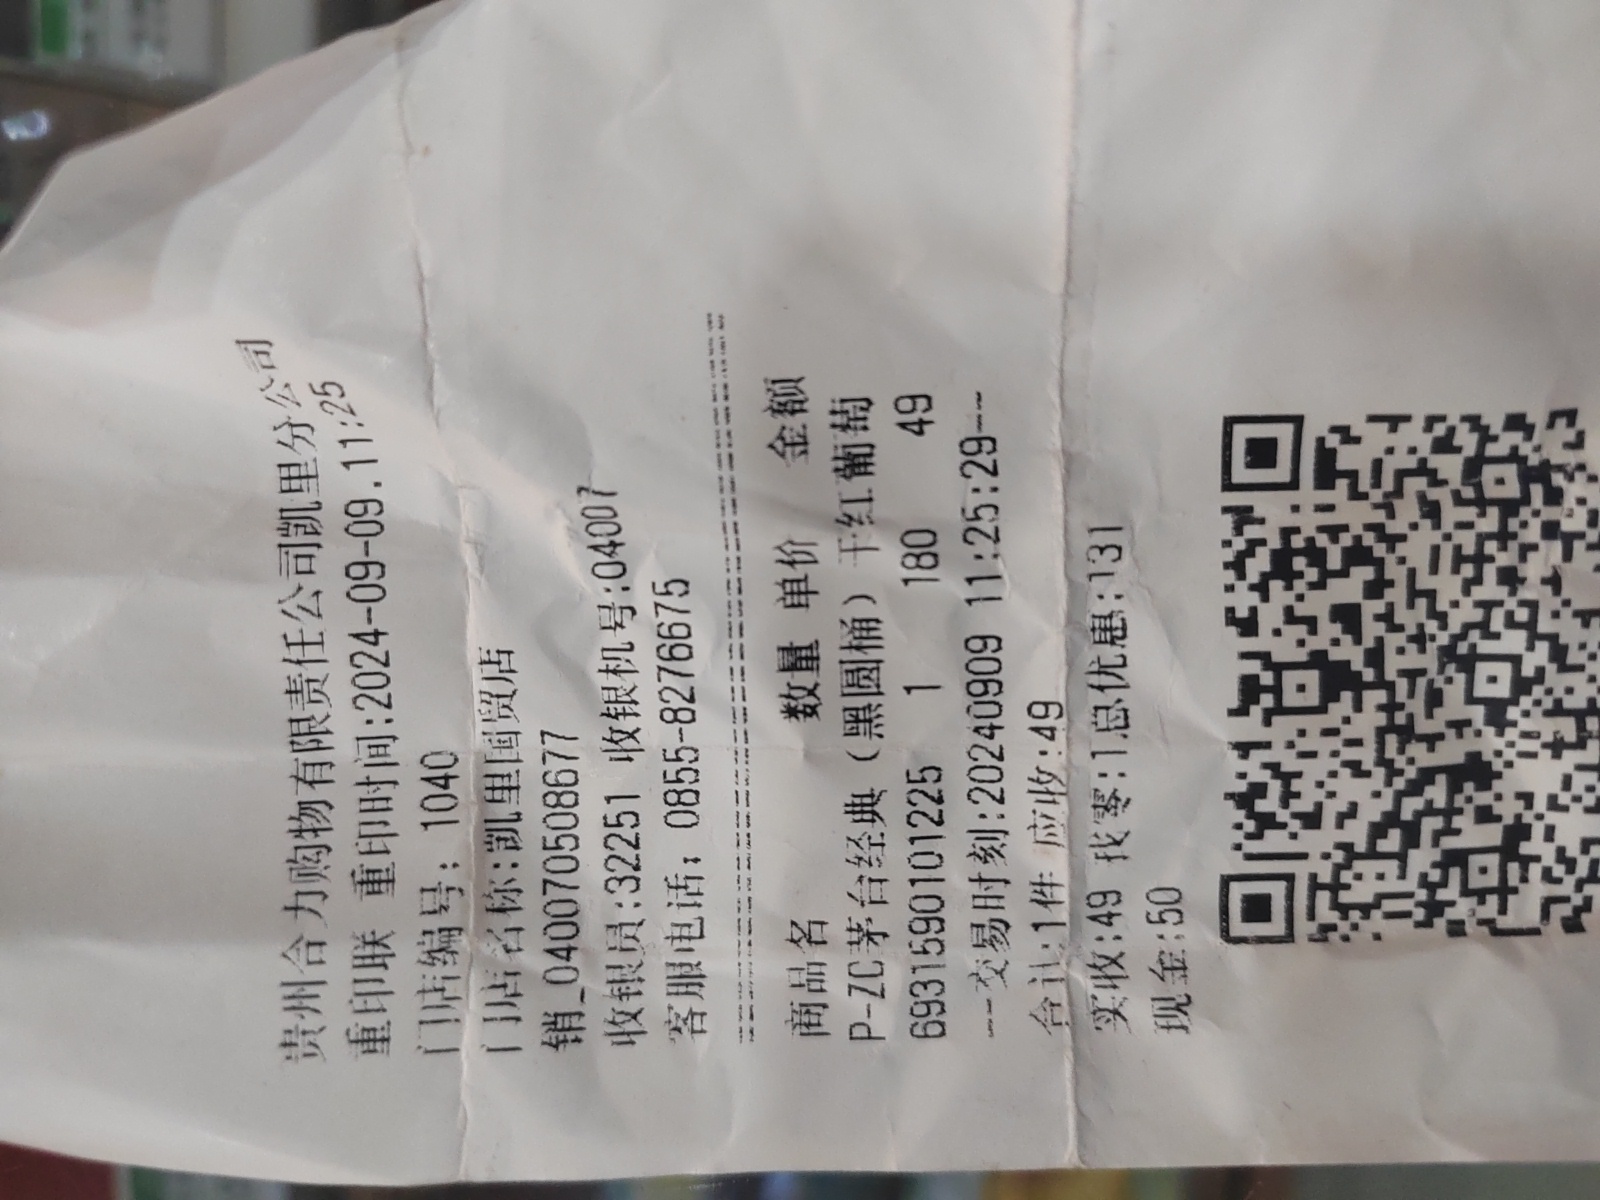 贵州合力购物有限责任公司凯里分公司
重印联 重印时间:2024-09-09.11:25
门店编号: 1040
门店名称:凯里国贸店
销_040070508677
收银员:32251 收银机号:04007
客服电话: 0855-8276675
商品名 数量 单价 金额
P-ZC茅台经典(黑圆桶)干红葡萄
6931590101225 1 180 49
---交易时刻:20240909 11:25:29--
合计:1件 应收:49
实收:49 找零:1总优惠:131
现金:50